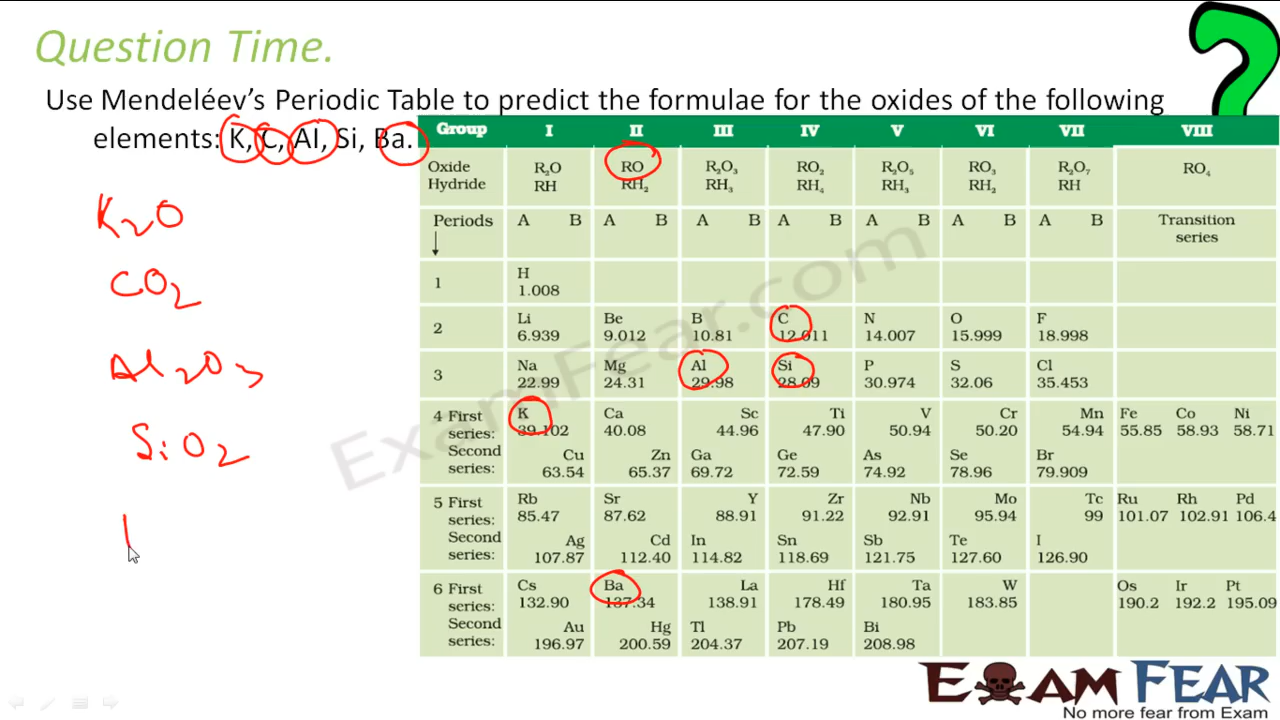 Question Time.
Use Mendeléev's Periodic Table to predict the formulae for the oxides of the following
elements: K, C, Al, Si, Ba.
K₂O
CO₂
Al₂O₃
SiO₂
Group I II III IV V VI VII VIII
Oxide R₂O RO R₂O₃ RO₂ R₂O₅ RO₃ R₂O₇ RO₄
Hydride RH RH₂ RH₃ RH₄ RH₃ RH₂ RH
Periods A B A B A B A B A B A B A B Transition
↓ series
1 H
1.008
2 Li Be B C N O F
6.939 9.012 10.81 12.011 14.007 15.999 18.998
3 Na Mg Al Si P S Cl
22.99 24.31 29.98 28.09 30.974 32.06 35.453
4 First K Ca Sc Ti V Cr Mn Fe Co Ni
series: 39.102 40.08 44.96 47.90 50.94 50.20 54.94 55.85 58.93 58.71
Second Cu Zn Ga Ge As Se Br
series: 63.54 65.37 69.72 72.59 74.92 78.96 79.909
5 First Rb Sr Y Zr Nb Mo Tc Ru Rh Pd
series: 85.47 87.62 88.91 91.22 92.91 95.94 99 101.07 102.91 106.4
Second Ag Cd In Sn Sb Te I
series: 107.87 112.40 114.82 118.69 121.75 127.60 126.90
6 First Cs Ba La Hf Ta W Os Ir Pt
series: 132.90 137.34 138.91 178.49 180.95 183.85 190.2 192.2 195.09
Second Au Hg Tl Pb Bi
series: 196.97 200.59 204.37 207.19 208.98
ExamFear.com
EXAM FEAR
No more fear from Exam